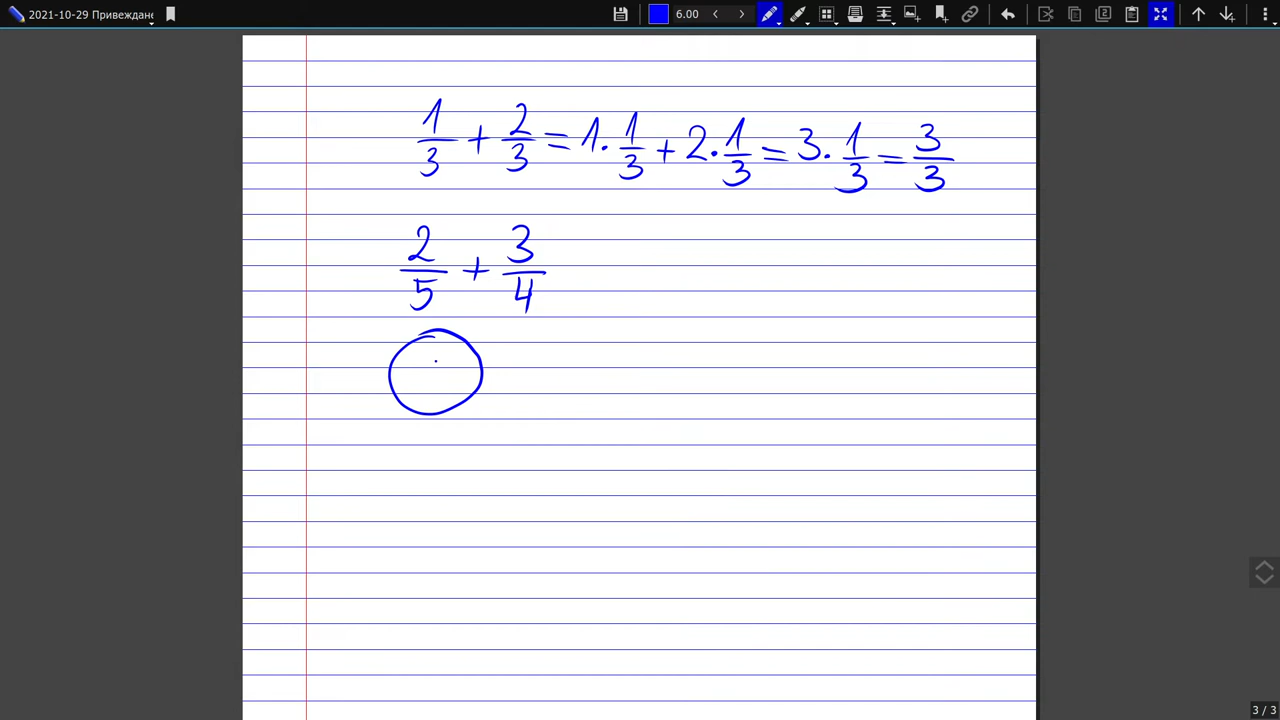 2021-10-29 Привеждане
6.00
1/3 + 2/3 = 1·1/3 + 2·1/3 = 3·1/3 = 3/3
2/5 + 3/4
3 / 3